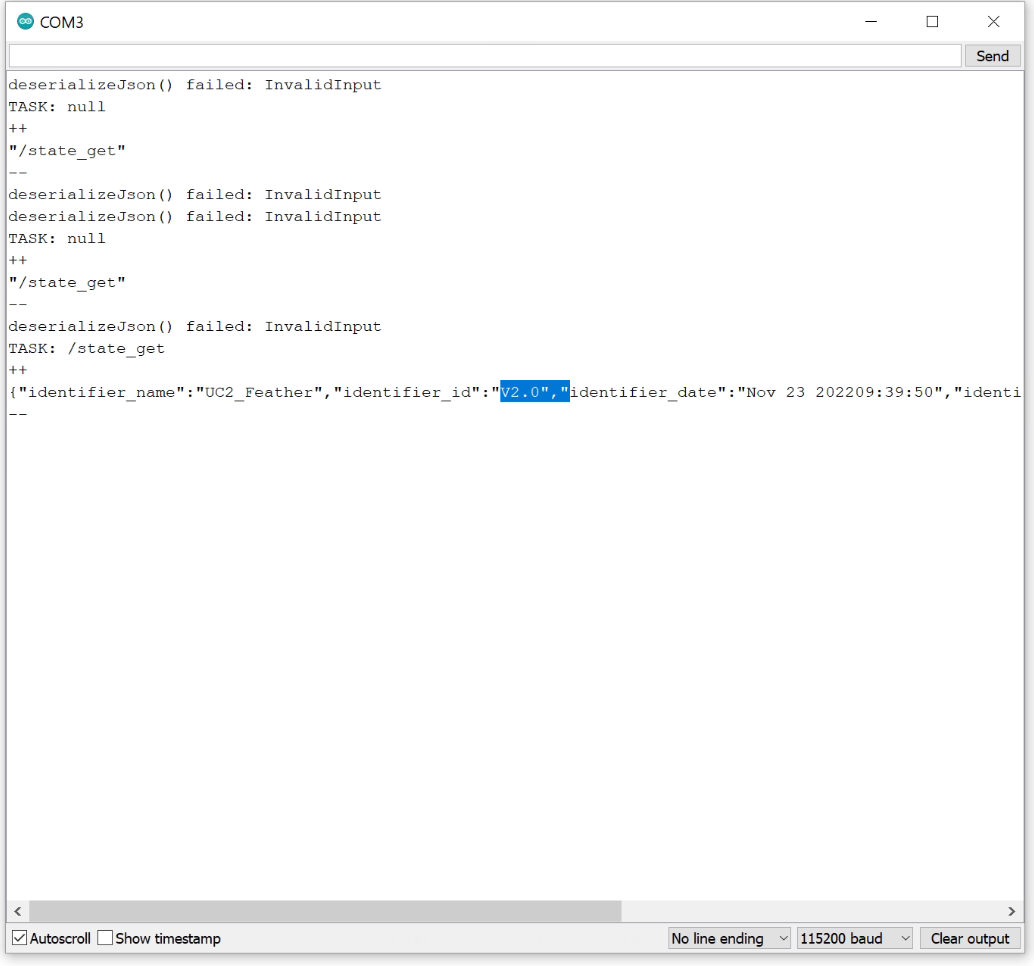 COM3
Send
deserializeJson() failed: InvalidInput
TASK: null
++
"/state_get"
--
deserializeJson() failed: InvalidInput
deserializeJson() failed: InvalidInput
TASK: null
++
"/state_get"
--
deserializeJson() failed: InvalidInput
TASK: /state_get
++
{"identifier_name":"UC2_Feather","identifier_id":"V2.0","identifier_date":"Nov 23 202209:39:50","identi
--
Autoscroll Show timestamp No line ending 115200 baud Clear output